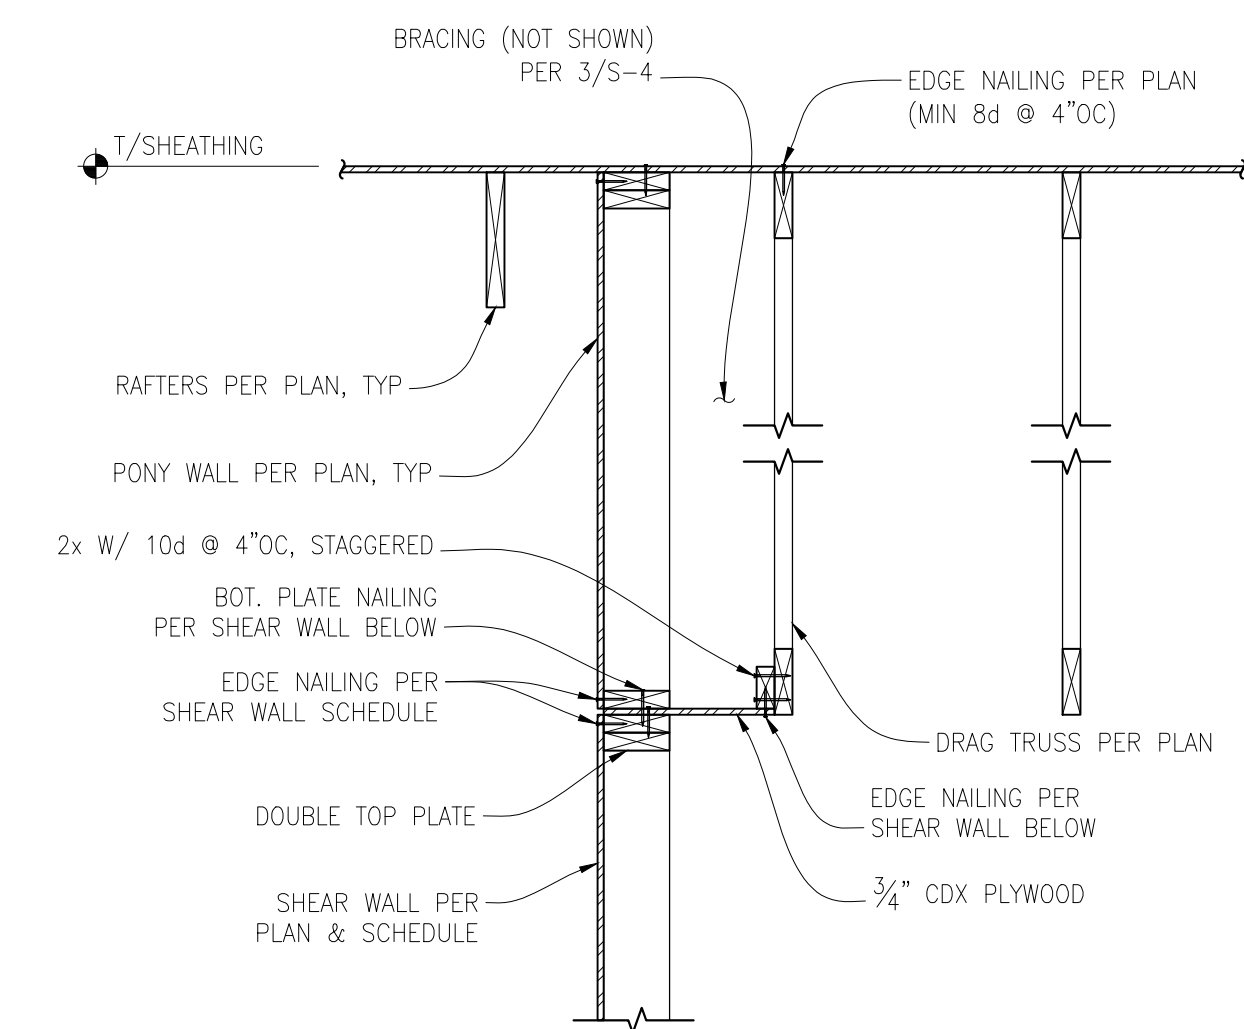 BRACING (NOT SHOWN)
PER 3/S-4
EDGE NAILING PER PLAN
(MIN 8d @ 4"OC)
T/SHEATHING
RAFTERS PER PLAN, TYP
PONY WALL PER PLAN, TYP
2x W/ 10d @ 4"OC, STAGGERED
BOT. PLATE NAILING
PER SHEAR WALL BELOW
EDGE NAILING PER
SHEAR WALL SCHEDULE
DRAG TRUSS PER PLAN
DOUBLE TOP PLATE
EDGE NAILING PER
SHEAR WALL BELOW
3/4" CDX PLYWOOD
SHEAR WALL PER
PLAN & SCHEDULE